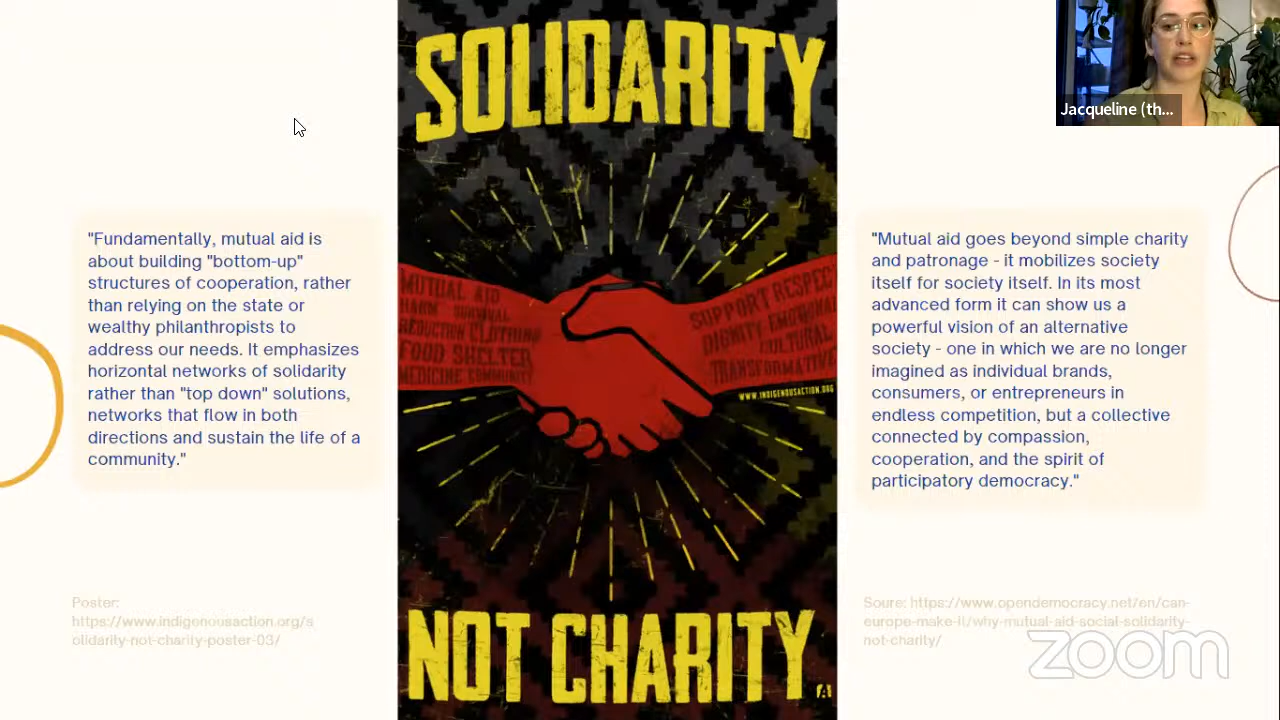 SOLIDARITY
Jacqueline (th...
"Fundamentally, mutual aid is
about building "bottom-up"
structures of cooperation, rather
than relying on the state or
wealthy philanthropists to
address our needs. It emphasizes
horizontal networks of solidarity
rather than "top down" solutions,
networks that flow in both
directions and sustain the life of a
community."
MUTUAL AID
HARM SURVIVAL
REDUCTION CLOTHING
FOOD SHELTER
MEDICINE COMMUNITY
SUPPORT RESPECT
DIGNITY EMOTIONAL
CULTURAL
TRANSFORMATIVE
WWW.INDIGENOUSACTION.ORG
"Mutual aid goes beyond simple charity
and patronage - it mobilizes society
itself for society itself. In its most
advanced form it can show us a
powerful vision of an alternative
society - one in which we are no longer
imagined as individual brands,
consumers, or entrepreneurs in
endless competition, but a collective
connected by compassion,
cooperation, and the spirit of
participatory democracy."
Poster:
https://www.indigenousaction.org/s
olidarity-not-charity-poster-03/
NOT CHARITY
Soure: https://www.opendemocracy.net/en/can-
europe-make-it/why-mutual-aid-social-solidarity-
not-charity/
zoom